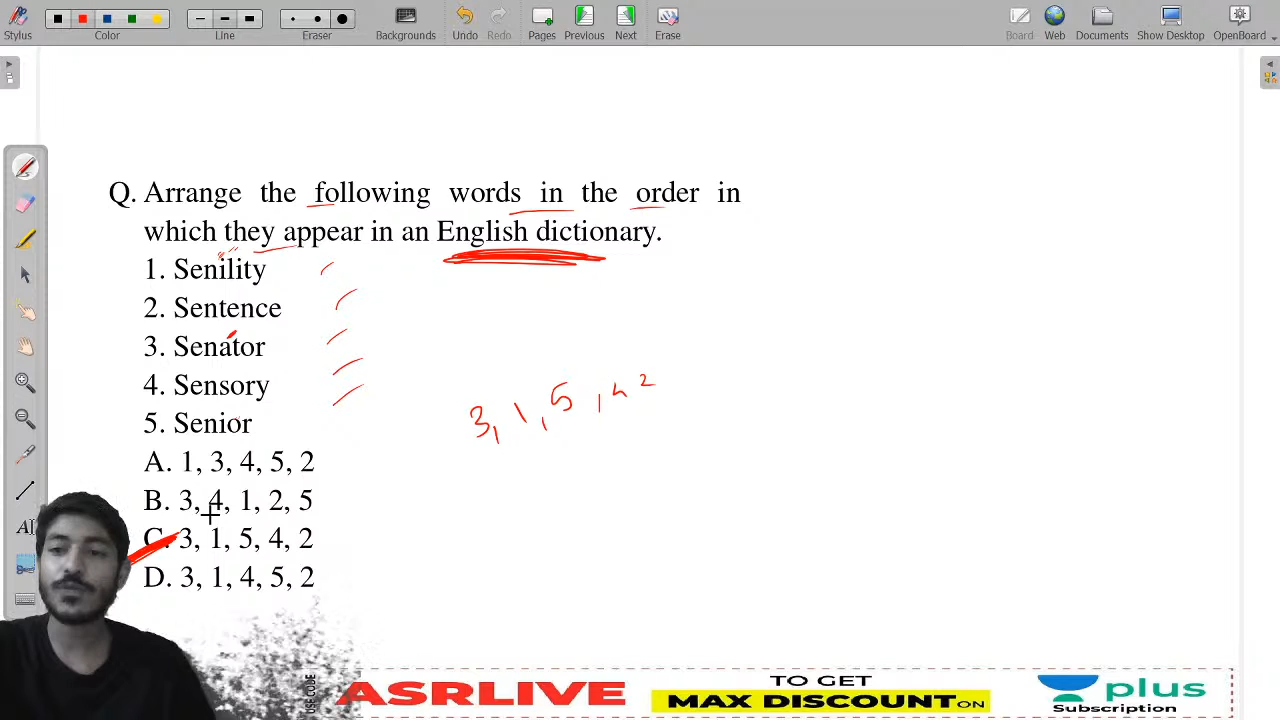 Stylus Color Line Eraser Backgrounds Undo Redo Pages Previous Next Erase Board Web Documents Show Desktop OpenBoard
Q. Arrange the following words in the order in
which they appear in an English dictionary.
1. Senility
2. Sentence
3. Senator
4. Sensory
5. Senior
3, 1, 5, 4 2
A. 1, 3, 4, 5, 2
B. 3, 4, 1, 2, 5
C. 3, 1, 5, 4, 2
D. 3, 1, 4, 5, 2
USE CODE
ASRLIVE
TO GET
MAX DISCOUNT ON
plus
Subscription